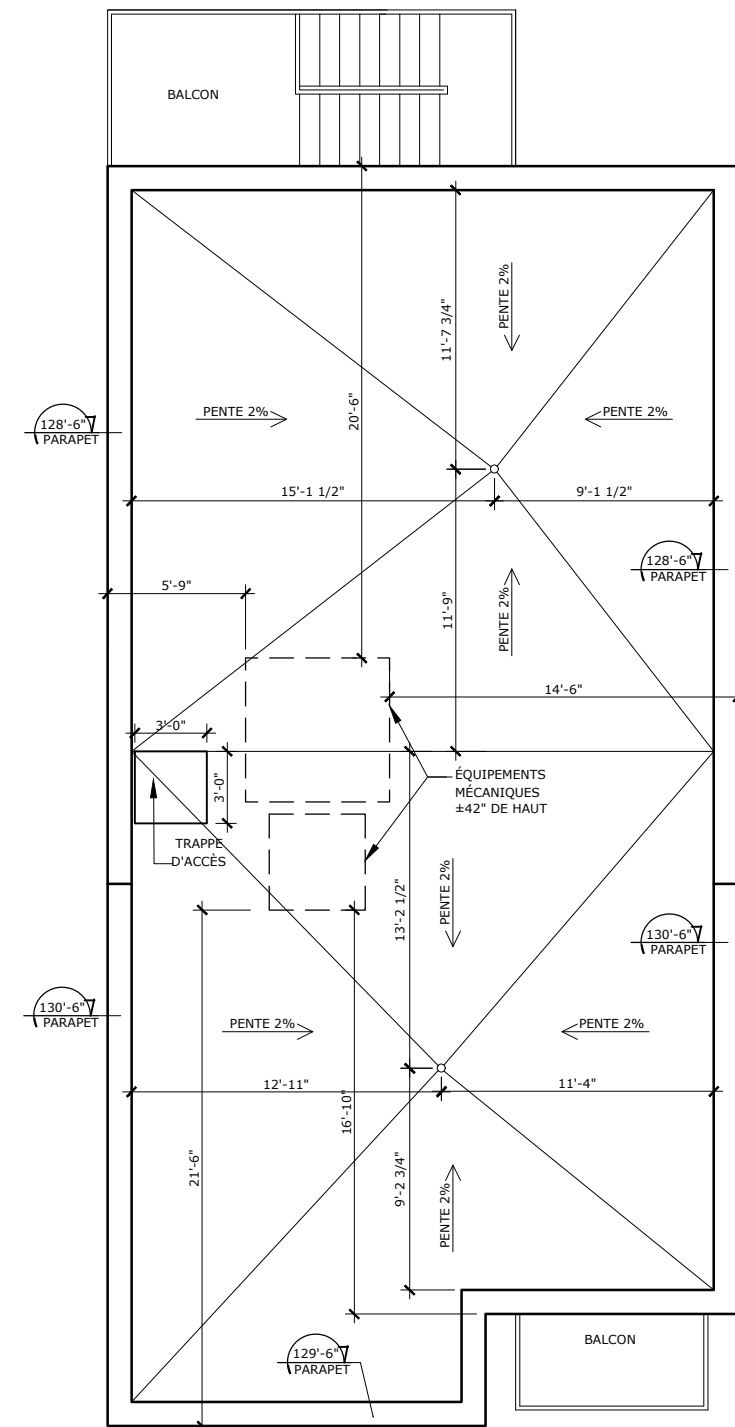 BALCON
PENTE 2%
11'-7 3/4"
20'-6"
128'-6"
PARAPET
PENTE 2%
PENTE 2%
15'-1 1/2"
9'-1 1/2"
128'-6"
PARAPET
5'-9"
11'-9"
PENTE 2%
14'-6"
3'-0"
3'-0"
ÉQUIPEMENTS
MÉCANIQUES
±42" DE HAUT
TRAPPE
D'ACCÈS
13'-2 1/2"
PENTE 2%
130'-6"
PARAPET
130'-6"
PARAPET
PENTE 2%
PENTE 2%
12'-11"
11'-4"
16'-10"
21'-6"
9'-2 3/4"
PENTE 2%
129'-6"
PARAPET
BALCON